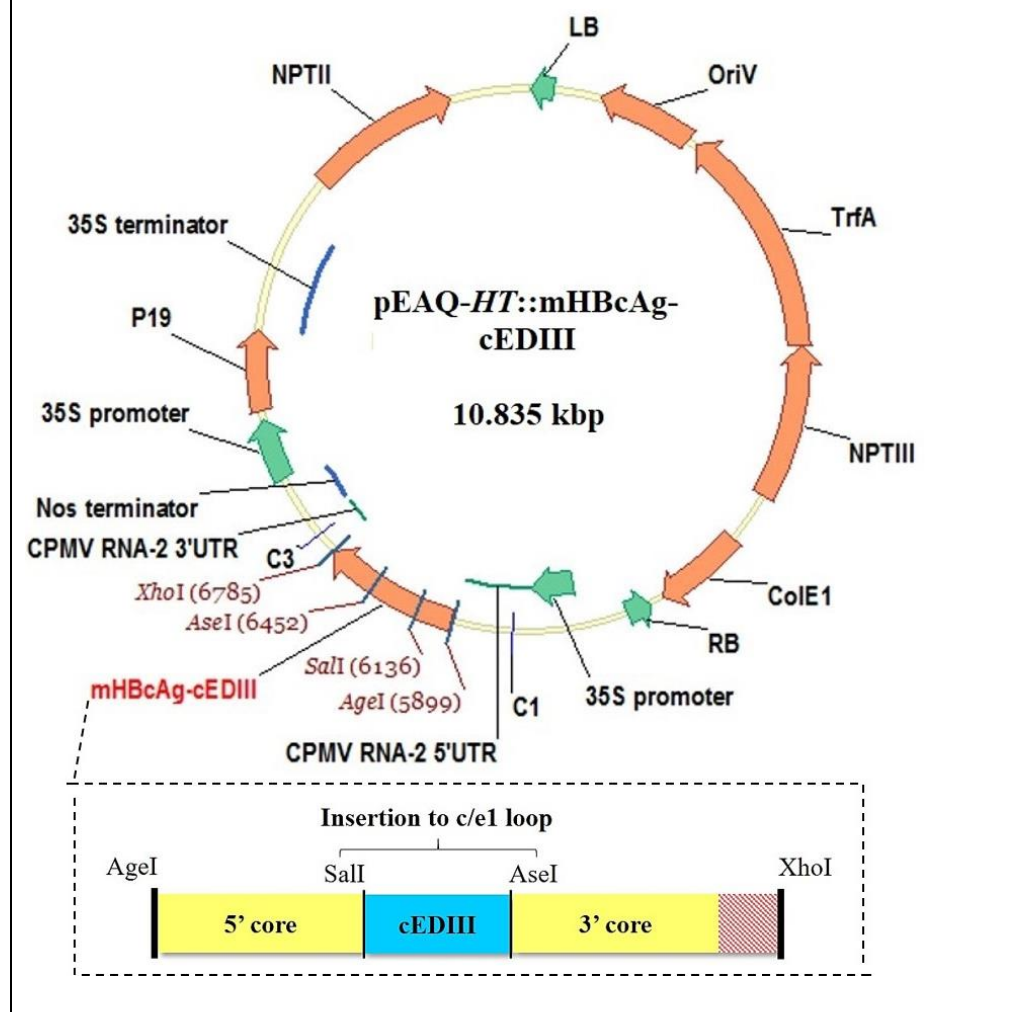 LB
NPTII
OriV
35S terminator
TrfA
pEAQ-HT::mHBcAg-
cEDIII
P19
10.835 kbp
35S promoter
NPTIII
Nos terminator
CPMV RNA-2 3'UTR
C3
XhoI (6785)
AseI (6452)
ColE1
RB
SalI (6136)
mHBcAg-cEDIII
AgeI (5899)
C1
35S promoter
CPMV RNA-2 5'UTR
Insertion to c/e1 loop
AgeI
SalI
AseI
XhoI
5’ core
cEDIII
3’ core